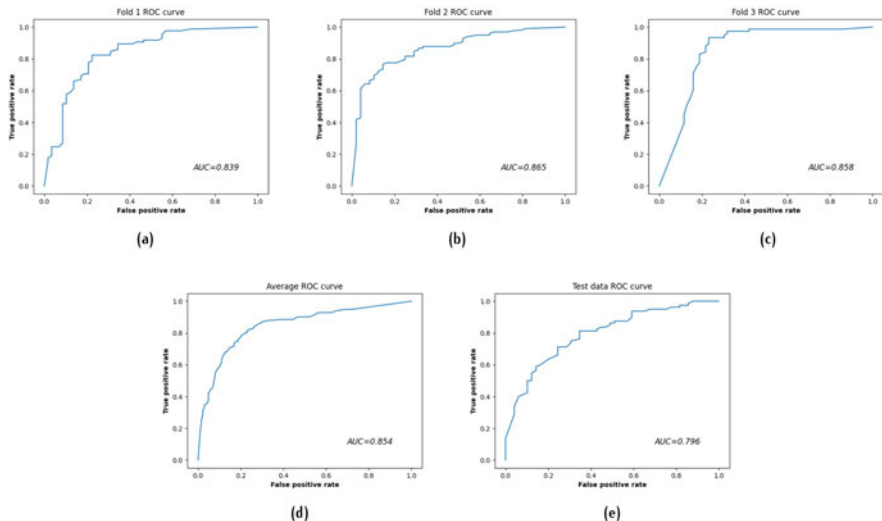 Fold 1 ROC curve
True positive rate
1.0
0.8
0.6
0.4
0.2
0.0
AUC=0.839
0.0 0.2 0.4 0.6 0.8 1.0
False positive rate
(a)
Fold 2 ROC curve
True positive rate
1.0
0.8
0.6
0.4
0.2
0.0
AUC=0.865
0.0 0.2 0.4 0.6 0.8 1.0
False positive rate
(b)
Fold 3 ROC curve
True positive rate
1.0
0.8
0.6
0.4
0.2
0.0
AUC=0.858
0.0 0.2 0.4 0.6 0.8 1.0
False positive rate
(c)
Average ROC curve
True positive rate
1.0
0.8
0.6
0.4
0.2
0.0
AUC=0.854
0.0 0.2 0.4 0.6 0.8 1.0
False positive rate
(d)
Test data ROC curve
True positive rate
1.0
0.8
0.6
0.4
0.2
0.0
AUC=0.796
0.0 0.2 0.4 0.6 0.8 1.0
False positive rate
(e)